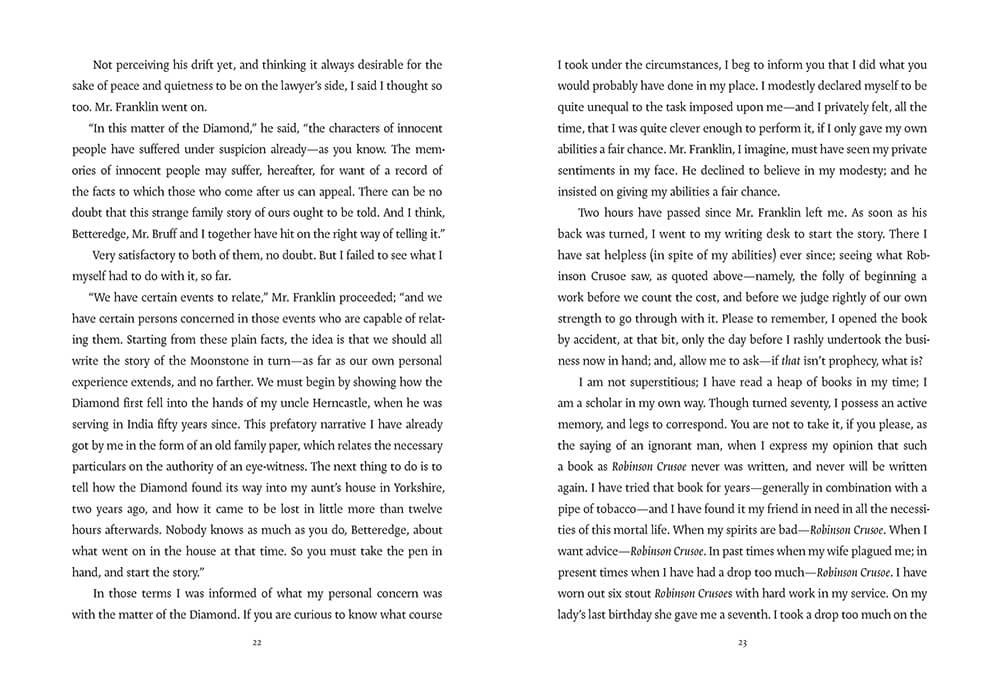 Not perceiving his drift yet, and thinking it always desirable for the
sake of peace and quietness to be on the lawyer’s side, I said I thought so
too. Mr. Franklin went on.
“In this matter of the Diamond,” he said, “the characters of innocent
people have suffered under suspicion already—as you know. The mem-
ories of innocent people may suffer, hereafter, for want of a record of
the facts to which those who come after us can appeal. There can be no
doubt that this strange family story of ours ought to be told. And I think,
Betteredge, Mr. Bruff and I together have hit on the right way of telling it.”
Very satisfactory to both of them, no doubt. But I failed to see what I
myself had to do with it, so far.
“We have certain events to relate,” Mr. Franklin proceeded; “and we
have certain persons concerned in those events who are capable of relat-
ing them. Starting from these plain facts, the idea is that we should all
write the story of the Moonstone in turn—as far as our own personal
experience extends, and no farther. We must begin by showing how the
Diamond first fell into the hands of my uncle Herncastle, when he was
serving in India fifty years since. This prefatory narrative I have already
got by me in the form of an old family paper, which relates the necessary
particulars on the authority of an eye-witness. The next thing to do is to
tell how the Diamond found its way into my aunt’s house in Yorkshire,
two years ago, and how it came to be lost in little more than twelve
hours afterwards. Nobody knows as much as you do, Betteredge, about
what went on in the house at that time. So you must take the pen in
hand, and start the story.”
In those terms I was informed of what my personal concern was
with the matter of the Diamond. If you are curious to know what course
22
I took under the circumstances, I beg to inform you that I did what you
would probably have done in my place. I modestly declared myself to be
quite unequal to the task imposed upon me—and I privately felt, all the
time, that I was quite clever enough to perform it, if I only gave my own
abilities a fair chance. Mr. Franklin, I imagine, must have seen my private
sentiments in my face. He declined to believe in my modesty; and he
insisted on giving my abilities a fair chance.
Two hours have passed since Mr. Franklin left me. As soon as his
back was turned, I went to my writing desk to start the story. There I
have sat helpless (in spite of my abilities) ever since; seeing what Rob-
inson Crusoe saw, as quoted above—namely, the folly of beginning a
work before we count the cost, and before we judge rightly of our own
strength to go through with it. Please to remember, I opened the book
by accident, at that bit, only the day before I rashly undertook the busi-
ness now in hand; and, allow me to ask—if that isn’t prophecy, what is?
I am not superstitious; I have read a heap of books in my time; I
am a scholar in my own way. Though turned seventy, I possess an active
memory, and legs to correspond. You are not to take it, if you please, as
the saying of an ignorant man, when I express my opinion that such
a book as Robinson Crusoe never was written, and never will be written
again. I have tried that book for years—generally in combination with a
pipe of tobacco—and I have found it my friend in need in all the necessi-
ties of this mortal life. When my spirits are bad—Robinson Crusoe. When I
want advice—Robinson Crusoe. In past times when my wife plagued me; in
present times when I have had a drop too much—Robinson Crusoe. I have
worn out six stout Robinson Crusoes with hard work in my service. On my
lady’s last birthday she gave me a seventh. I took a drop too much on the
23